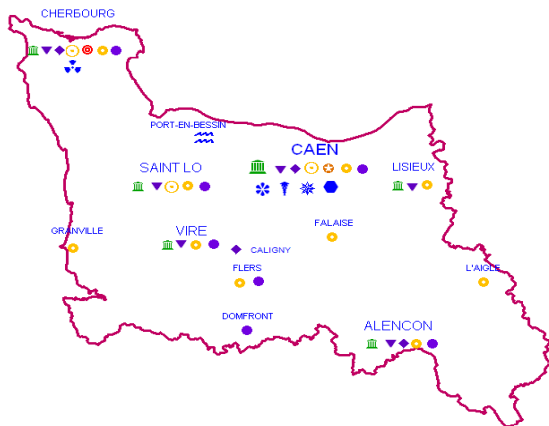 CHERBOURG
PORT-EN-BESSIN
CAEN
SAINT LO
LISIEUX
GRANVILLE
VIRE
FALAISE
CALIGNY
FLERS
L'AIGLE
DOMFRONT
ALENCON